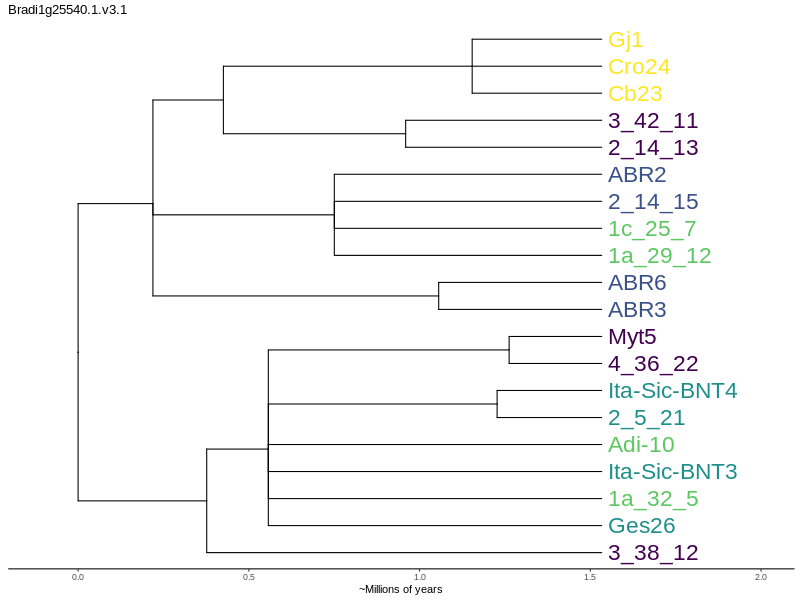 Bradi1g25540.1.v3.1
Gj1
Cro24
Cb23
3_42_11
2_14_13
ABR2
2_14_15
1c_25_7
1a_29_12
ABR6
ABR3
Myt5
4_36_22
Ita-Sic-BNT4
2_5_21
Adi-10
Ita-Sic-BNT3
1a_32_5
Ges26
3_38_12
0.0 0.5 1.0 1.5 2.0
~Millions of years